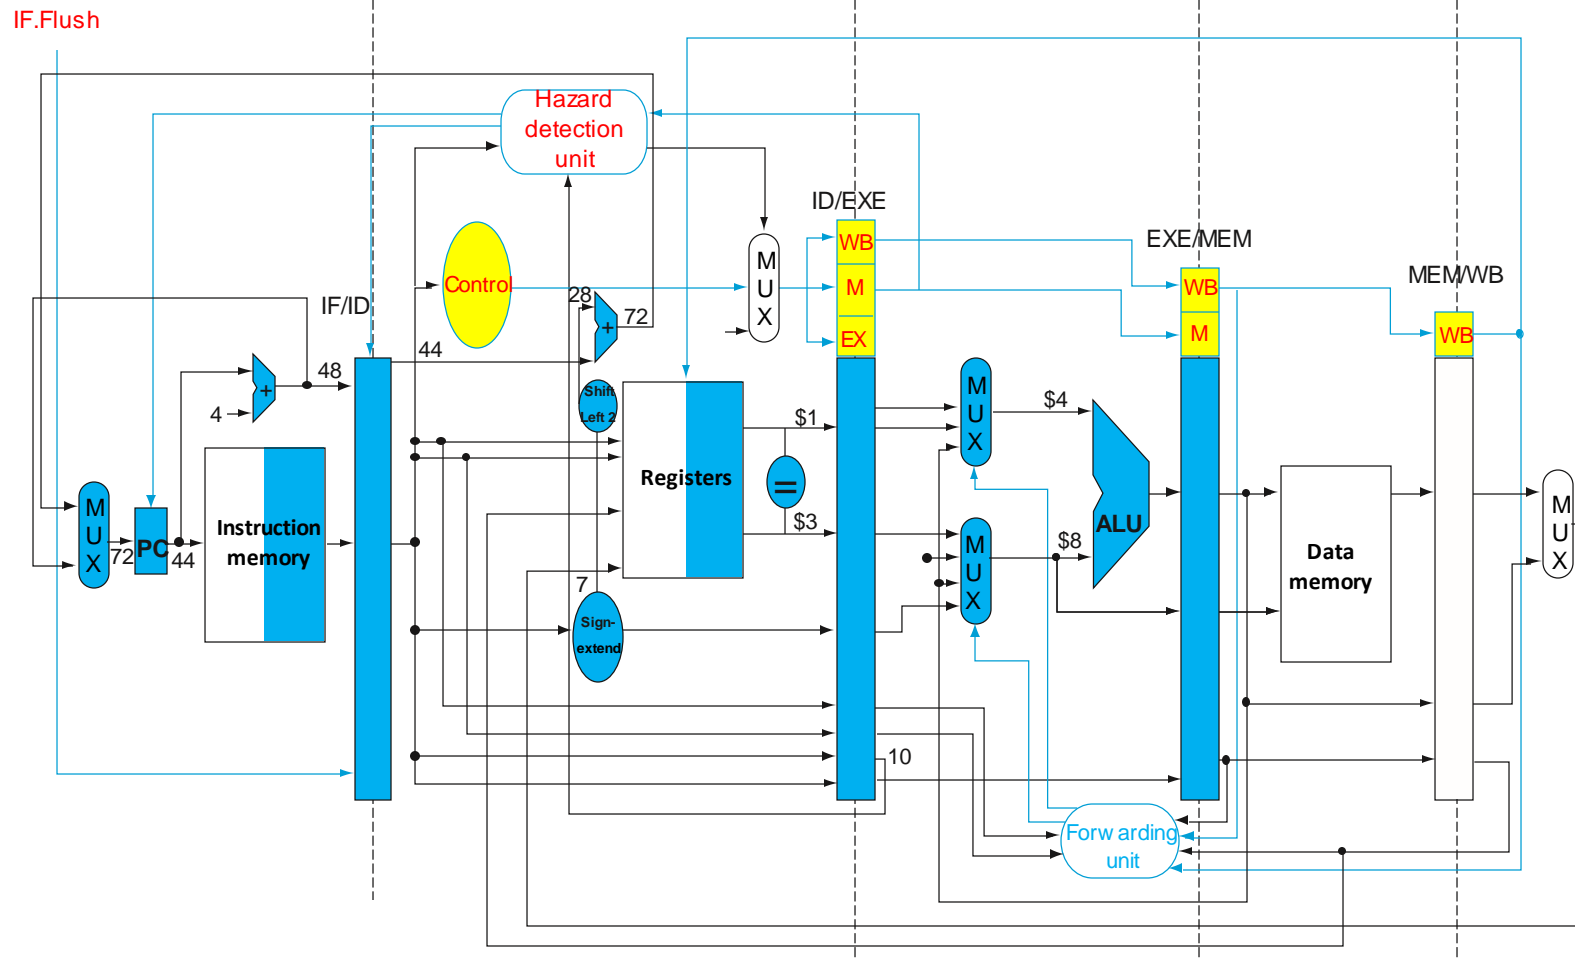 IF.Flush
Hazard
detection
unit
ID/EXE
WB
EXE/MEM
M
U
X
MEM/WB
Control
M
WB
28
IF/ID
72
+
EX
M
WB
44
48
+
4
Shift
Left 2
$1
M
U
X
$4
Registers
=
ALU
M
U
X
Instruction
memory
PC
72
44
$3
M
U
X
$8
Data
memory
M
U
X
7
Sign-
extend
10
Forw arding
unit